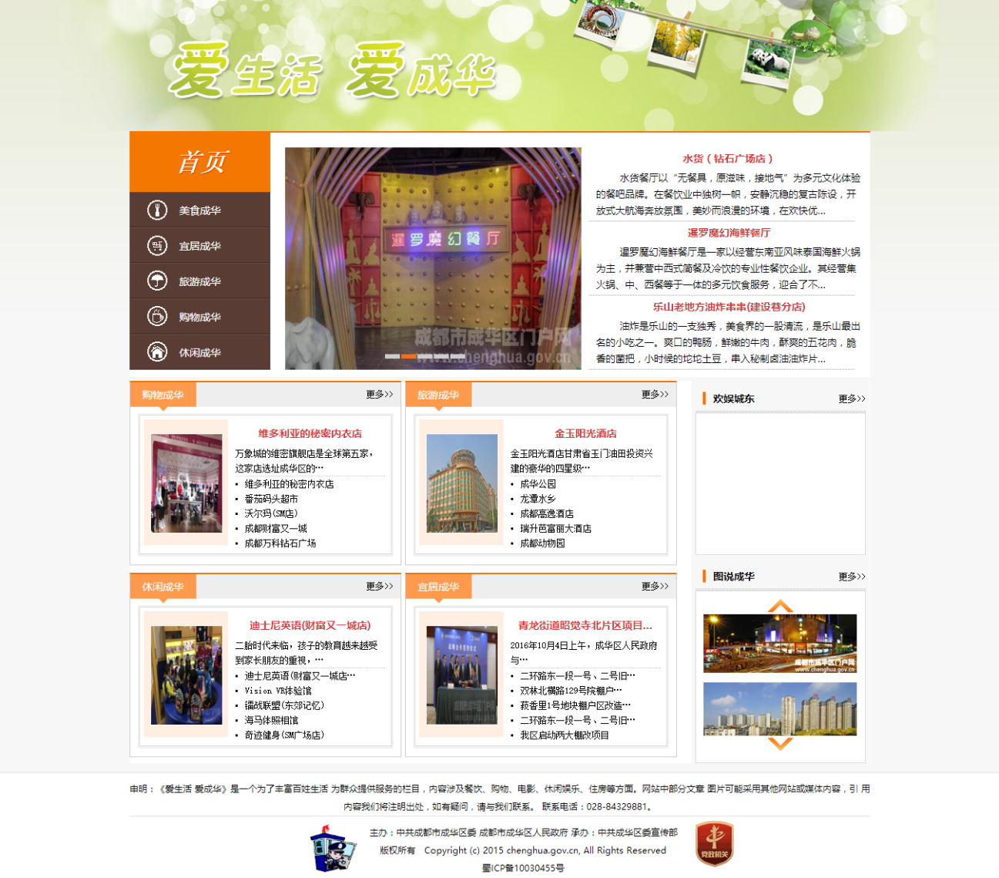 爱生活 爱成华
首页
美食成华
宜居成华
旅游成华
购物成华
休闲成华
暹罗魔幻餐厅
成都市成华区门户网
www.chenghua.gov.cn
水货（钻石广场店）
水货餐厅以“无餐具，原滋味，接地气”为多元文化体验
的餐吧品牌。在餐饮业中独树一帜，安静沉稳的复古陈设，开
放式大航海奔放氛围，美妙而浪漫的环境，在欢快优...
暹罗魔幻海鲜餐厅
暹罗魔幻海鲜餐厅是一家以经营东南亚风味泰国海鲜火锅
为主，并兼营中西式简餐及冷饮的专业性餐饮企业。其经营集
火锅、中、西餐等于一体的多元饮食服务，迎合了不...
乐山老地方油炸串串(建设巷分店)
油炸是乐山的一支独秀，美食界的一股清流，是乐山最出
名的小吃之一。爽口的鸭肠，鲜嫩的牛肉，酥爽的五花肉，脆
香的菌把，小时候的坨坨土豆，串入秘制卤油油炸片...
购物成华 更多>>
维多利亚的秘密内衣店
万象城的维密旗舰店是全球第五家，
这家店选址成华区的…
▪ 维多利亚的秘密内衣店
▪ 番茄码头超市
▪ 沃尔玛(SM店)
▪ 成都财富又一城
▪ 成都万科钻石广场
旅游成华 更多>>
金玉阳光酒店
金玉阳光酒店甘肃省玉门油田投资兴
建的豪华的四星级…
▪ 成华公园
▪ 龙潭水乡
▪ 成都高逸酒店
▪ 瑞升芭富丽大酒店
▪ 成都动物园
欢娱城东 更多>>
休闲成华 更多>>
迪士尼英语(财富又一城店)
二胎时代来临，孩子的教育越来越受
到家长朋友的重视，…
▪ 迪士尼英语(财富又一城店…
▪ Vision VR体验馆
▪ 镭战联盟(东郊记忆)
▪ 海马体照相馆
▪ 奇迹健身(SM广场店)
宜居成华 更多>>
青龙街道昭觉寺北片区项目...
2016年10月4日上午，成华区人民政府
与…
▪ 二环路东一段一号、二号旧…
▪ 双林北横路129号院棚户…
▪ 菽香里1号地块棚户区改造…
▪ 二环路东一段一号、二号旧…
▪ 我区启动两大棚改项目
图说成华 更多>>
成都市成华区门户网
www.chenghua.gov.cn
申明：《爱生活 爱成华》是一个为了丰富百姓生活 为群众提供服务的栏目，内容涉及餐饮、购物、电影、休闲娱乐、住房等方面。网站中部分文章 图片可能采用其他网站或媒体内容，引 用
内容我们将注明出处，如有疑问，请与我们联系。 联系电话：028-84329881。
主办：中共成都市成华区委 成都市成华区人民政府 承办：中共成华区委宣传部
版权所有 Copyright (c) 2015 chenghua.gov.cn, All Rights Reserved
蜀ICP备10030455号
党政机关